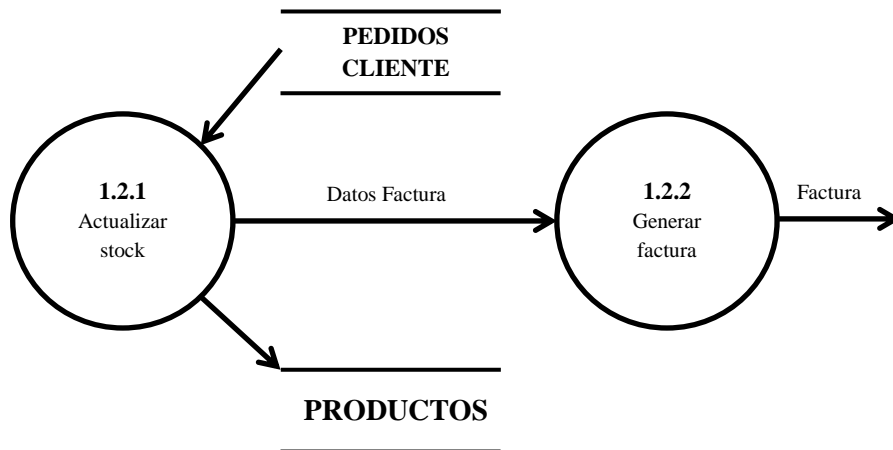 PEDIDOS
CLIENTE
1.2.1
Actualizar
stock
Datos Factura
1.2.2
Generar
factura
Factura
PRODUCTOS